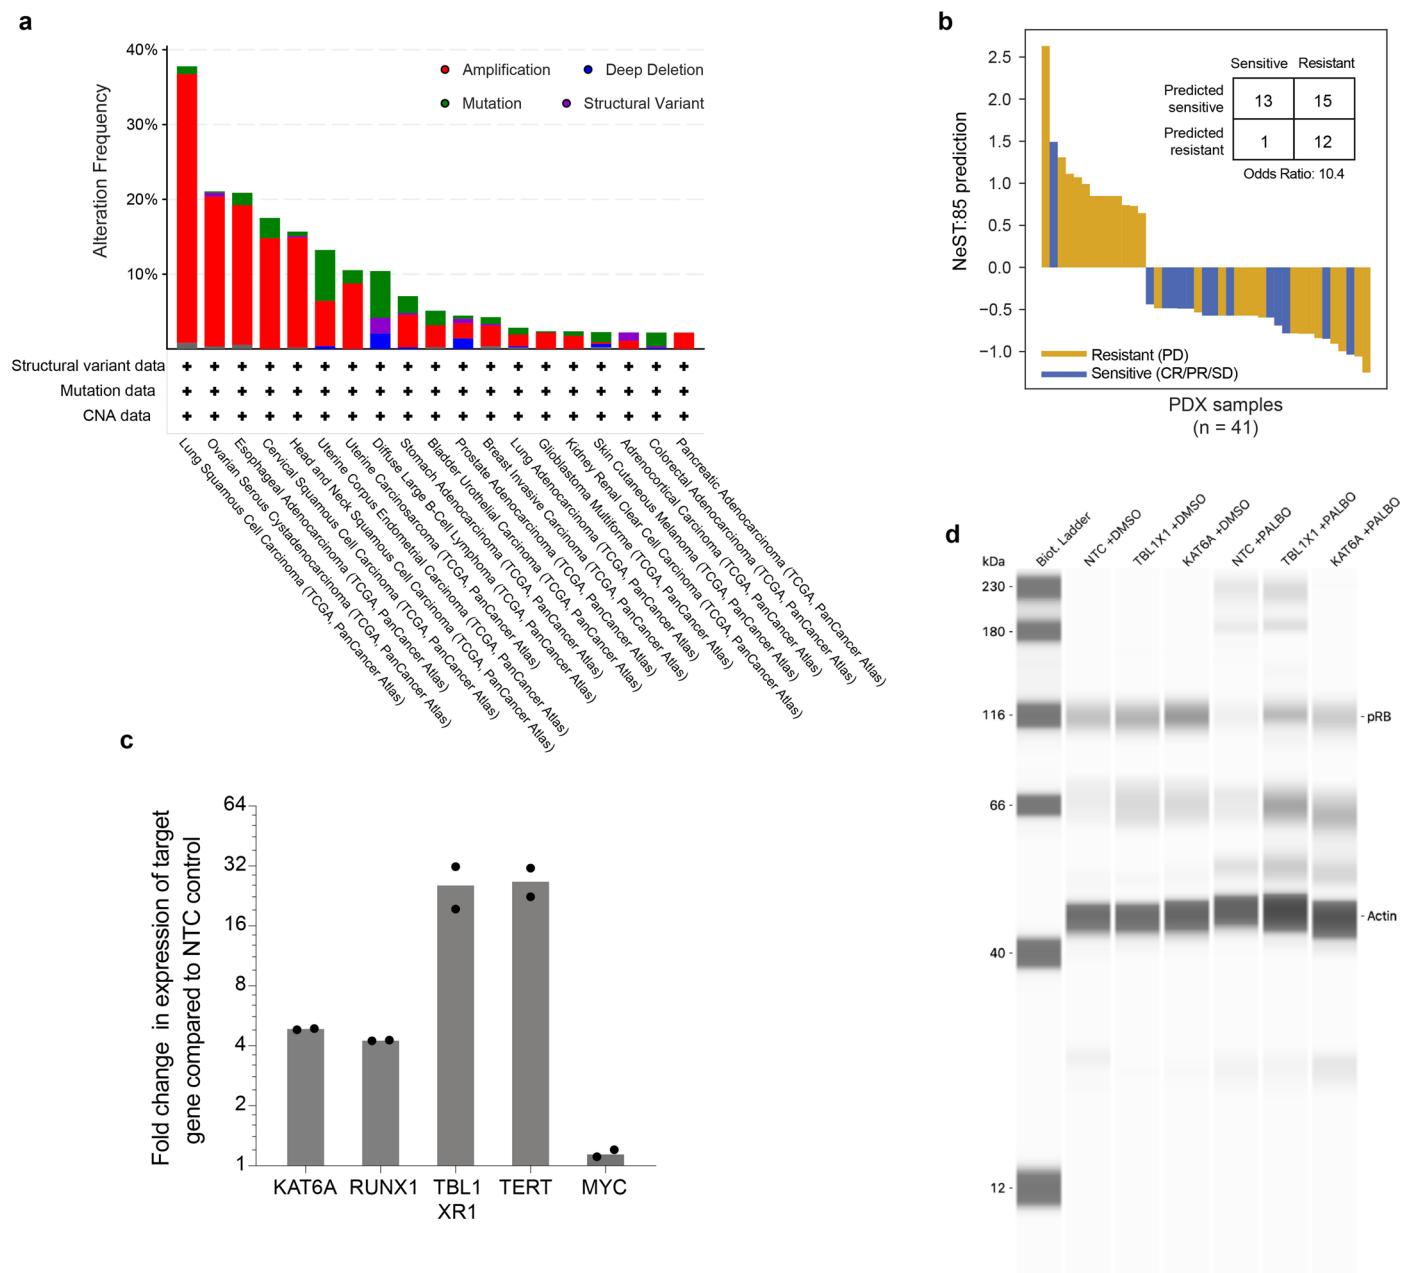 a
40%
30%
20%
10%
Alteration Frequency
Amplification
Deep Deletion
Mutation
Structural Variant
Structural variant data
Mutation data
CNA data
Lung Squamous Cell Carcinoma (TCGA, PanCancer Atlas)
Ovarian Serous Cystadenocarcinoma (TCGA, PanCancer Atlas)
Esophageal Adenocarcinoma (TCGA, PanCancer Atlas)
Cervical Squamous Cell Carcinoma (TCGA, PanCancer Atlas)
Head and Neck Squamous Cell Carcinoma (TCGA, PanCancer Atlas)
Uterine Corpus Endometrial Carcinoma (TCGA, PanCancer Atlas)
Uterine Carcinosarcoma (TCGA, PanCancer Atlas)
Diffuse Large B-Cell Lymphoma (TCGA, PanCancer Atlas)
Stomach Adenocarcinoma (TCGA, PanCancer Atlas)
Bladder Urothelial Carcinoma (TCGA, PanCancer Atlas)
Prostate Adenocarcinoma (TCGA, PanCancer Atlas)
Breast Invasive Carcinoma (TCGA, PanCancer Atlas)
Lung Adenocarcinoma (TCGA, PanCancer Atlas)
Glioblastoma Multiforme (TCGA, PanCancer Atlas)
Kidney Renal Clear Cell Carcinoma (TCGA, PanCancer Atlas)
Skin Cutaneous Melanoma (TCGA, PanCancer Atlas)
Adrenocortical Carcinoma (TCGA, PanCancer Atlas)
Colorectal Adenocarcinoma (TCGA, PanCancer Atlas)
Pancreatic Adenocarcinoma (TCGA, PanCancer Atlas)
b
2.5
2.0
1.5
1.0
0.5
0.0
−0.5
−1.0
NeST:85 prediction
Sensitive Resistant
Predicted
sensitive
13 15
Predicted
resistant
1 12
Odds Ratio: 10.4
Resistant (PD)
Sensitive (CR/PR/SD)
PDX samples
(n = 41)
c
Fold change in expression of target
gene compared to NTC control
64
32
16
8
4
2
1
KAT6A RUNX1 TBL1 TERT MYC
XR1
d
kDa
Biot. Ladder
NTC +DMSO
TBL1X1 +DMSO
KAT6A +DMSO
NTC +PALBO
TBL1X1 +PALBO
KAT6A +PALBO
230 -
180 -
116 -
66 -
40 -
12 -
- pRB
- Actin